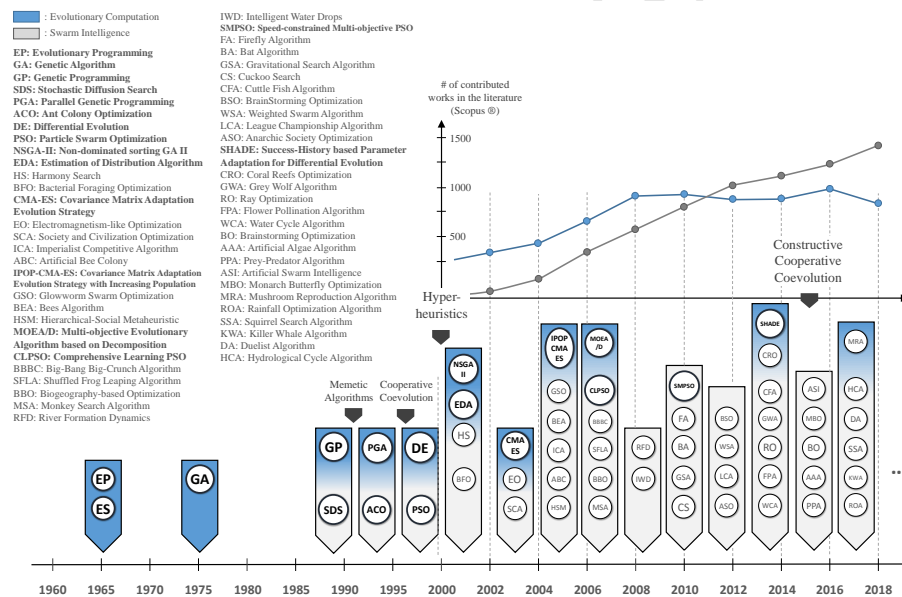 : Evolutionary Computation
: Swarm Intelligence
EP: Evolutionary Programming
GA: Genetic Algorithm
GP: Genetic Programming
SDS: Stochastic Diffusion Search
PGA: Parallel Genetic Programming
ACO: Ant Colony Optimization
DE: Differential Evolution
PSO: Particle Swarm Optimization
NSGA-II: Non-dominated sorting GA II
EDA: Estimation of Distribution Algorithm
HS: Harmony Search
BFO: Bacterial Foraging Optimization
CMA-ES: Covariance Matrix Adaptation
Evolution Strategy
EO: Electromagnetism-like Optimization
SCA: Society and Civilization Optimization
ICA: Imperialist Competitive Algorithm
ABC: Artificial Bee Colony
IPOP-CMA-ES: Covariance Matrix Adaptation
Evolution Strategy with Increasing Population
GSO: Glowworm Swarm Optimization
BEA: Bees Algorithm
HSM: Hierarchical-Social Metaheuristic
MOEA/D: Multi-objective Evolutionary
Algorithm based on Decomposition
CLPSO: Comprehensive Learning PSO
BBBC: Big-Bang Big-Crunch Algorithm
SFLA: Shuffled Frog Leaping Algorithm
BBO: Biogeography-based Optimization
MSA: Monkey Search Algorithm
RFD: River Formation Dynamics
IWD: Intelligent Water Drops
SMPSO: Speed-constrained Multi-objective PSO
FA: Firefly Algorithm
BA: Bat Algorithm
GSA: Gravitational Search Algorithm
CS: Cuckoo Search
CFA: Cuttle Fish Algorithm
BSO: BrainStorming Optimization
WSA: Weighted Swarm Algorithm
LCA: League Championship Algorithm
ASO: Anarchic Society Optimization
SHADE: Success-History based Parameter
Adaptation for Differential Evolution
CRO: Coral Reefs Optimization
GWA: Grey Wolf Algorithm
RO: Ray Optimization
FPA: Flower Pollination Algorithm
WCA: Water Cycle Algorithm
BO: Brainstorming Optimization
AAA: Artificial Algae Algorithm
PPA: Prey-Predator Algorithm
ASI: Artificial Swarm Intelligence
MBO: Monarch Butterfly Optimization
MRA: Mushroom Reproduction Algorithm
ROA: Rainfall Optimization Algorithm
SSA: Squirrel Search Algorithm
KWA: Killer Whale Algorithm
DA: Duelist Algorithm
HCA: Hydrological Cycle Algorithm
# of contributed
works in the literature
(Scopus ®)
1500
1000
500
Hyper-
heuristics
Constructive
Cooperative
Coevolution
Memetic
Algorithms
Cooperative
Coevolution
EP
ES
GA
GP
SDS
PGA
ACO
DE
PSO
NSGA
II
EDA
HS
BFO
CMA
ES
EO
SCA
IPOP
CMA
ES
GSO
BEA
ICA
ABC
HSM
MOEA
/D
CLPSO
BBBC
SFLA
BBO
MSA
RFD
IWD
SMPSO
FA
BA
GSA
CS
BSO
WSA
LCA
ASO
SHADE
CRO
CFA
GWA
RO
FPA
WCA
ASI
MBO
BO
AAA
PPA
MRA
HCA
DA
SSA
KWA
ROA
1960 1965 1970 1975 1980 1985 1990 1995 2000 2002 2004 2006 2008 2010 2012 2014 2016 2018